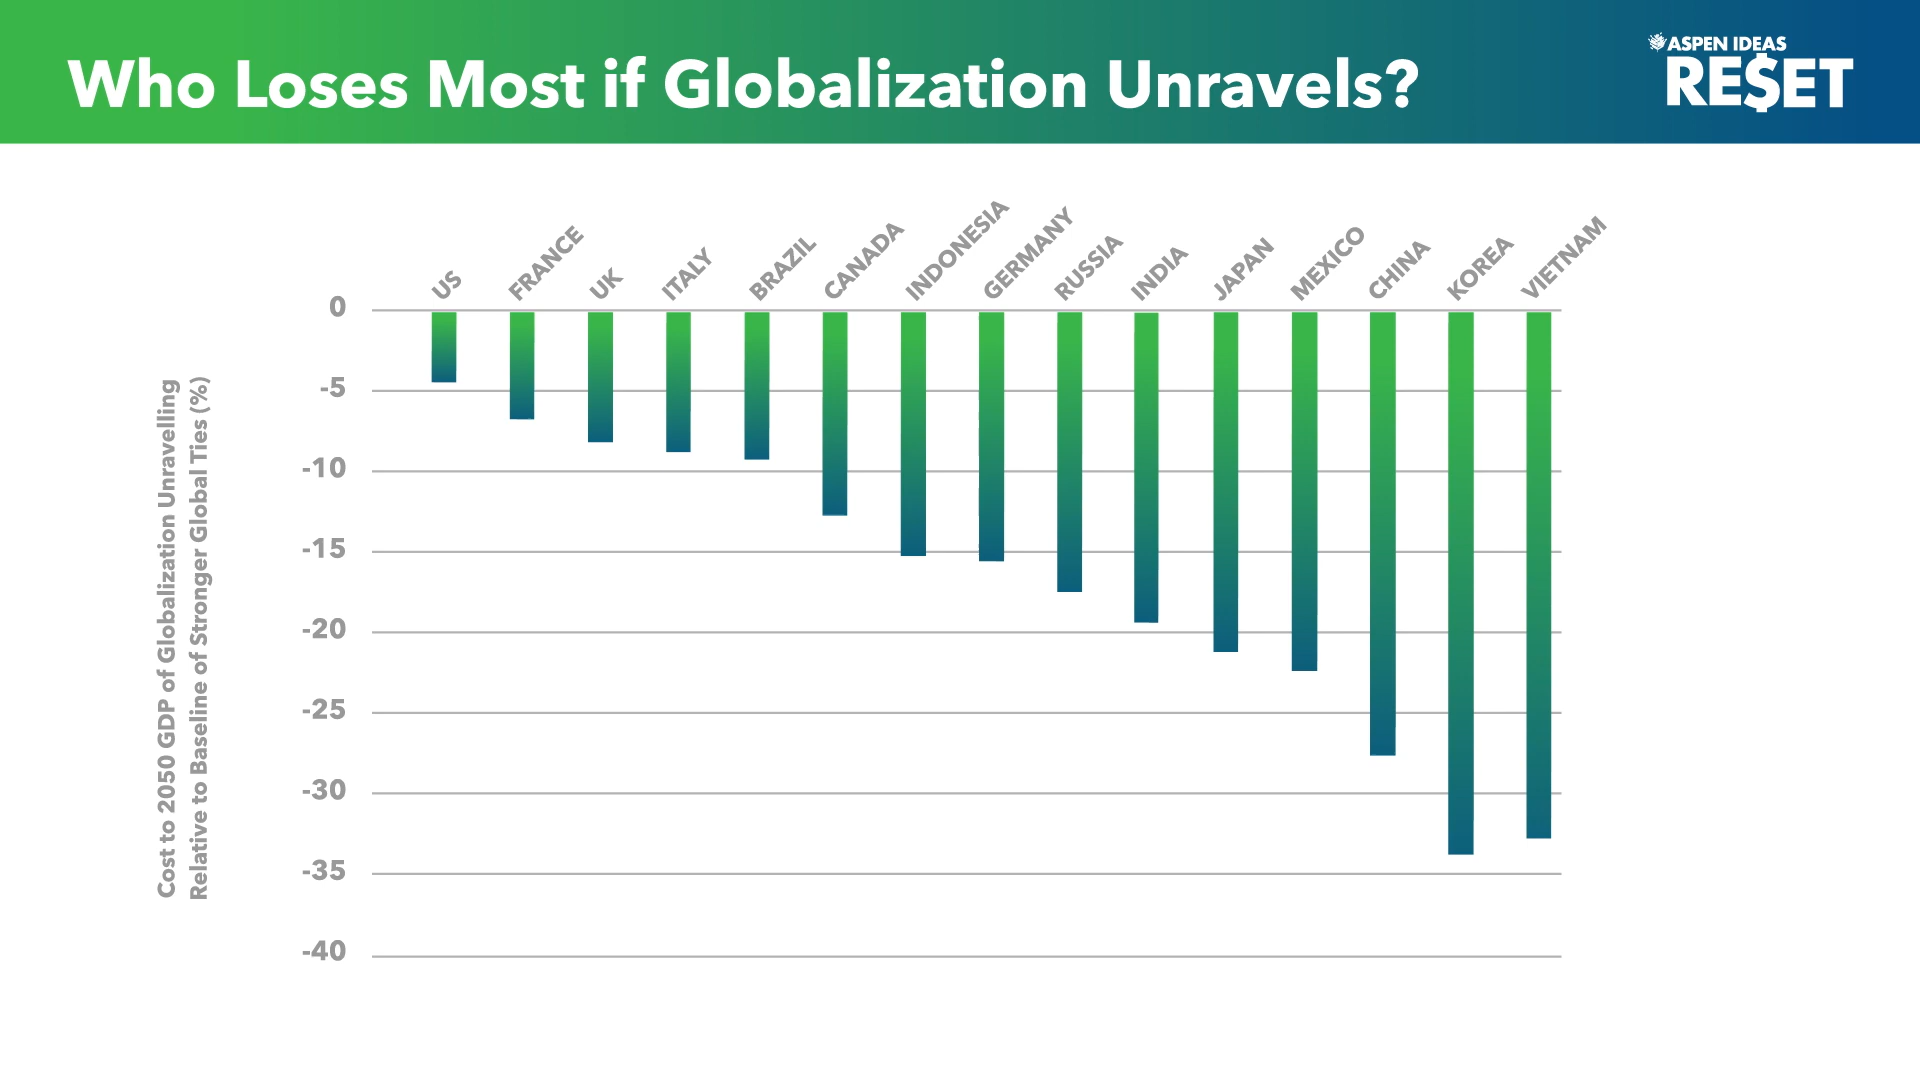 Who Loses Most if Globalization Unravels?
ASPEN IDEAS
RE$ET
US
FRANCE
UK
ITALY
BRAZIL
CANADA
INDONESIA
GERMANY
RUSSIA
INDIA
JAPAN
MEXICO
CHINA
KOREA
VIETNAM
0
-5
-10
-15
-20
-25
-30
-35
-40
Cost to 2050 GDP of Globalization Unravelling
Relative to Baseline of Stronger Global Ties (%)